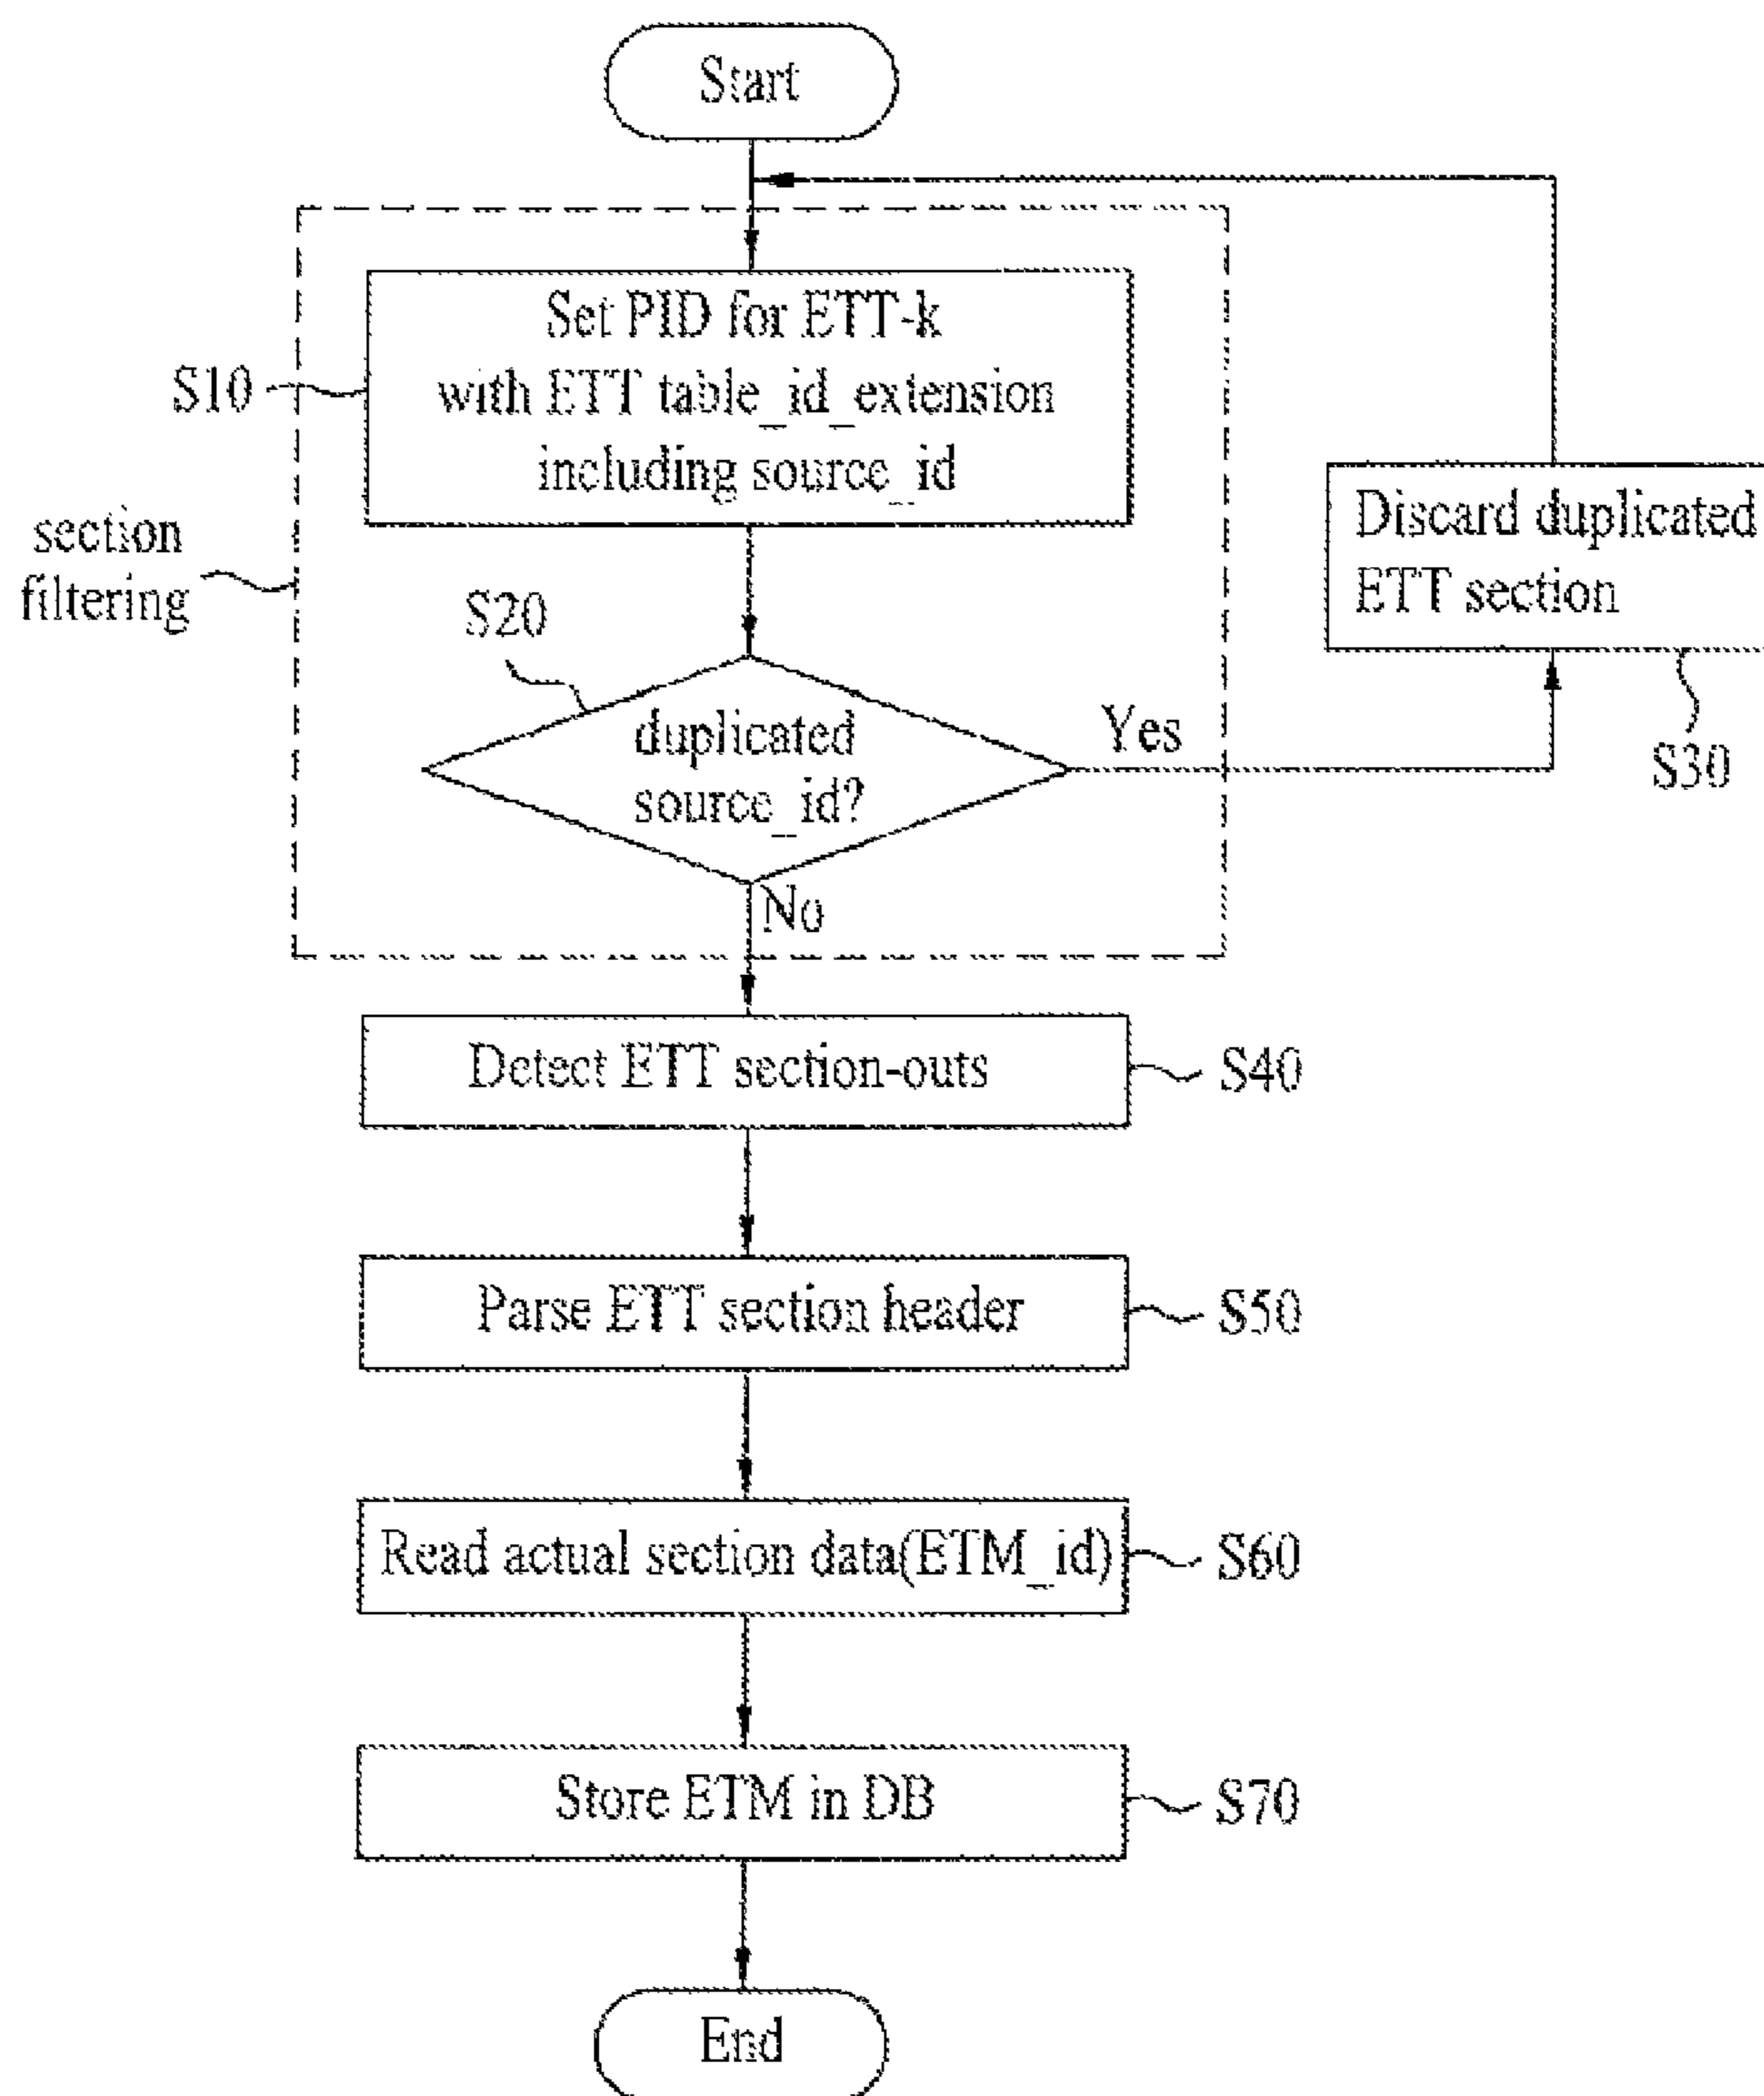 Start
Set PID for ETT-k
with ETT table_id_extension
including source_id
S10
section
filtering
Discard duplicated
ETT section
S30
S20
duplicated
source_id?
Yes
No
Detect ETT section-outs
S40
Parse ETT section header
S50
Read actual section data(ETM_id)
S60
Store ETM in DB
S70
End